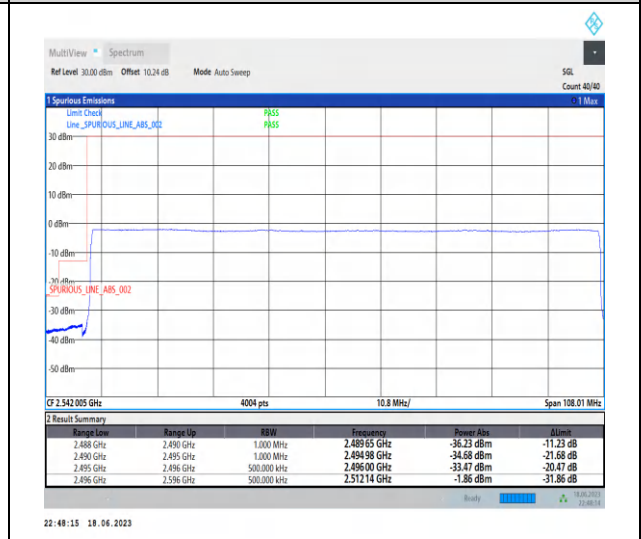 MultiView Spectrum
Ref Level 30.00 dBm Offset 10.24 dB Mode Auto Sweep SGL
Count 40/40
1 Spurious Emissions 1 Max
Limit Check PASS
Line _SPURIOUS_LINE_ABS_002 PASS
30 dBm
20 dBm
10 dBm
0 dBm
-10 dBm
-20 dBm
_SPURIOUS_LINE_ABS_002
-30 dBm
-40 dBm
-50 dBm
CF 2.542 005 GHz 4004 pts 10.8 MHz/ Span 108.01 MHz
2 Result Summary
Range Low Range Up RBW Frequency Power Abs ΔLimit
2.488 GHz 2.490 GHz 1.000 MHz 2.489 65 GHz -36.23 dBm -11.23 dB
2.490 GHz 2.495 GHz 1.000 MHz 2.494 98 GHz -34.68 dBm -21.68 dB
2.495 GHz 2.496 GHz 500.000 kHz 2.496 00 GHz -33.47 dBm -20.47 dB
2.496 GHz 2.596 GHz 500.000 kHz 2.512 14 GHz -1.86 dBm -31.86 dB
Ready 18.06.2023
22:48:14
22:48:15 18.06.2023